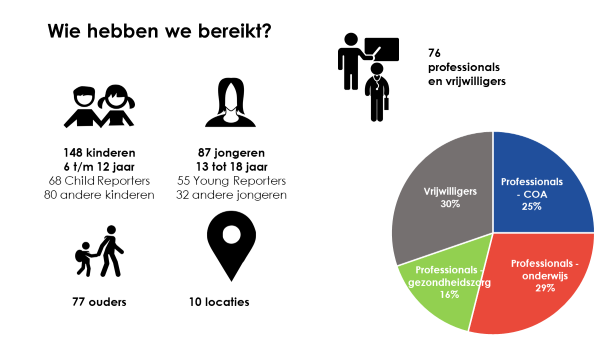 Wie hebben we bereikt?
148 kinderen
6 t/m 12 jaar
68 Child Reporters
80 andere kinderen
87 jongeren
13 tot 18 jaar
55 Young Reporters
32 andere jongeren
77 ouders
10 locaties
76
professionals
en vrijwilligers
Vrijwilligers
30%
Professionals
- COA
25%
Professionals -
gezondheidszorg
16%
Professionals -
onderwijs
29%